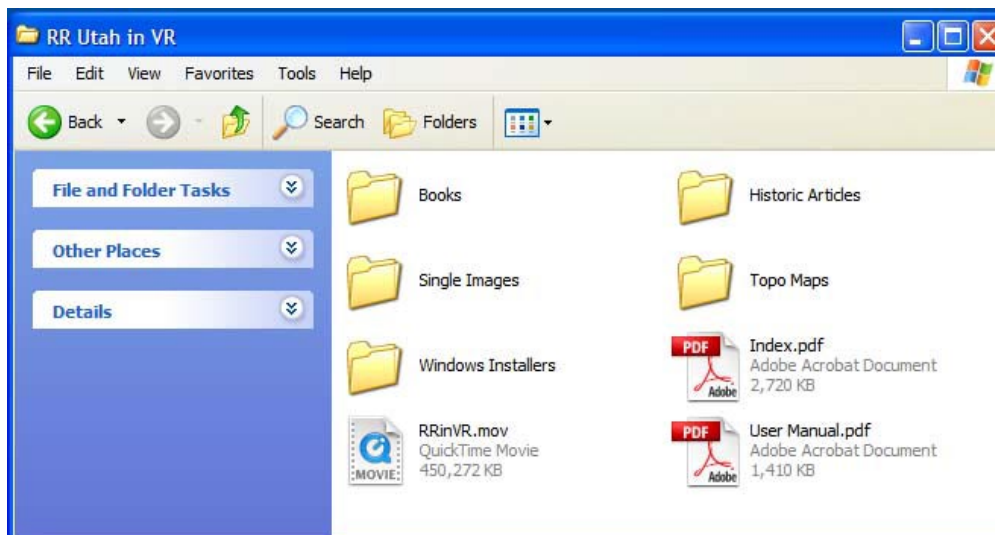 RR Utah in VR
File Edit View Favorites Tools Help
Back Search Folders
File and Folder Tasks
Other Places
Details
Books
Historic Articles
Single Images
Topo Maps
Windows Installers
PDF
Adobe
Index.pdf
Adobe Acrobat Document
2,720 KB
MOVIE
RRinVR.mov
QuickTime Movie
450,272 KB
PDF
Adobe
User Manual.pdf
Adobe Acrobat Document
1,410 KB